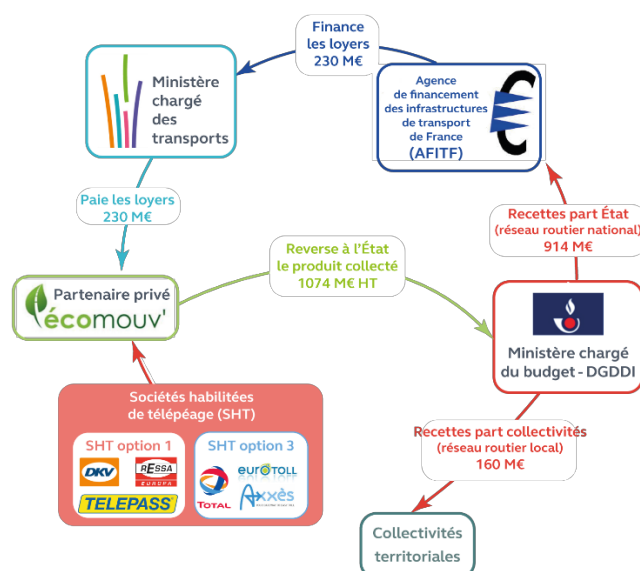 Finance
les loyers
230 M€
Ministère
chargé
des
transports
Agence
de financement
des infrastructures
de transport
de France
(AFITF)
Paie les loyers
230 M€
Recettes part État
(réseau routier national)
914 M€
Reverse à l'État
le produit collecté
1074 M€ HT
Partenaire privé
écomouv'
Ministère chargé
du budget - DGDDI
Sociétés habilitées
de télépéage (SHT)
SHT option 1
DKV
RESSA
EUROPA
TELEPASS
SHT option 3
TOTAL
euroTOLL
Axxès
Recettes part collectivités
(réseau routier local)
160 M€
Collectivités
territoriales